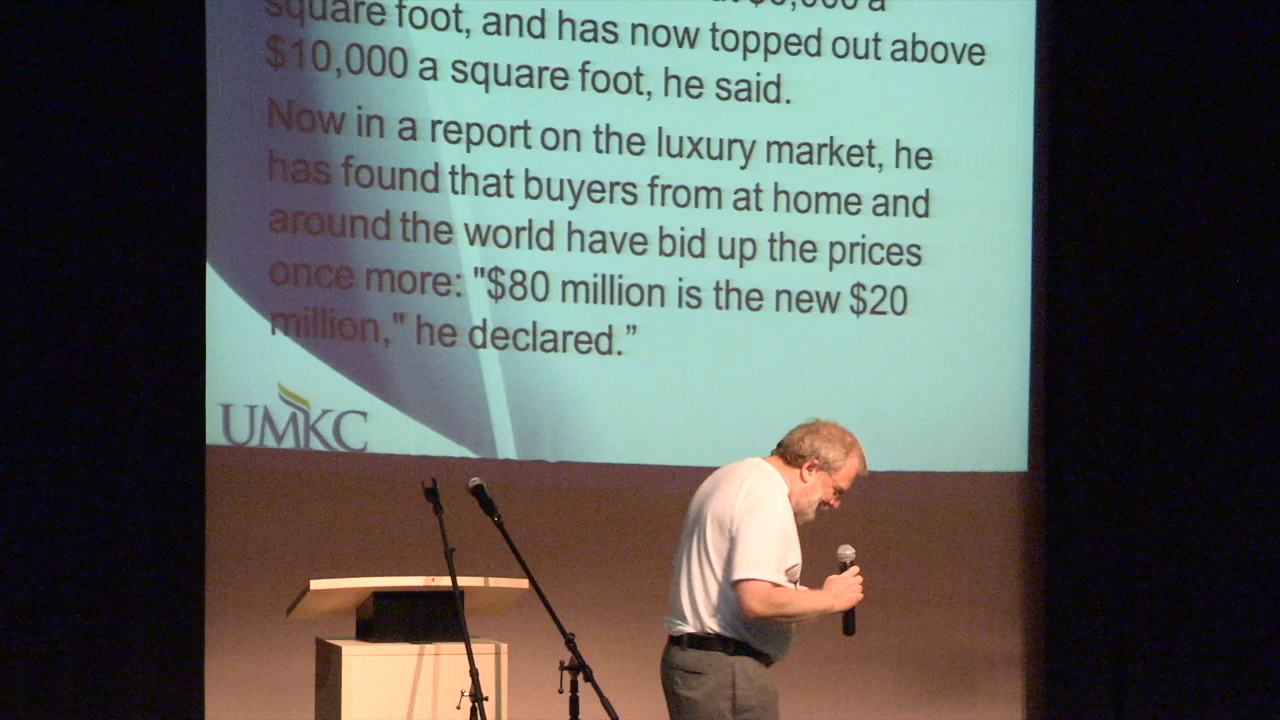 square foot, and has now topped out above
$10,000 a square foot, he said.
Now in a report on the luxury market, he
has found that buyers from at home and
around the world have bid up the prices
once more: "$80 million is the new $20
million," he declared.”
UMKC